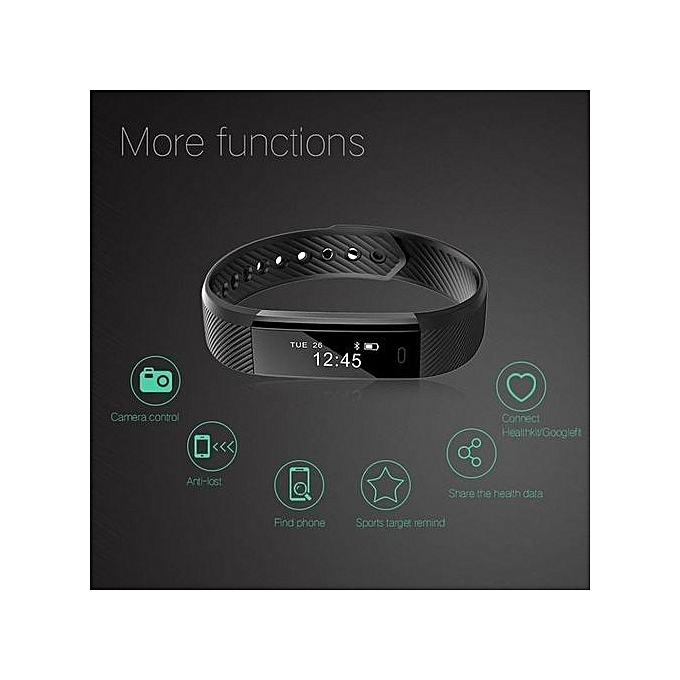 More functions
TUE 26
12:45
Camera control
Connect
Healthkit/Googlefit
Anti-lost
Share the health data
Find phone
Sports target remind